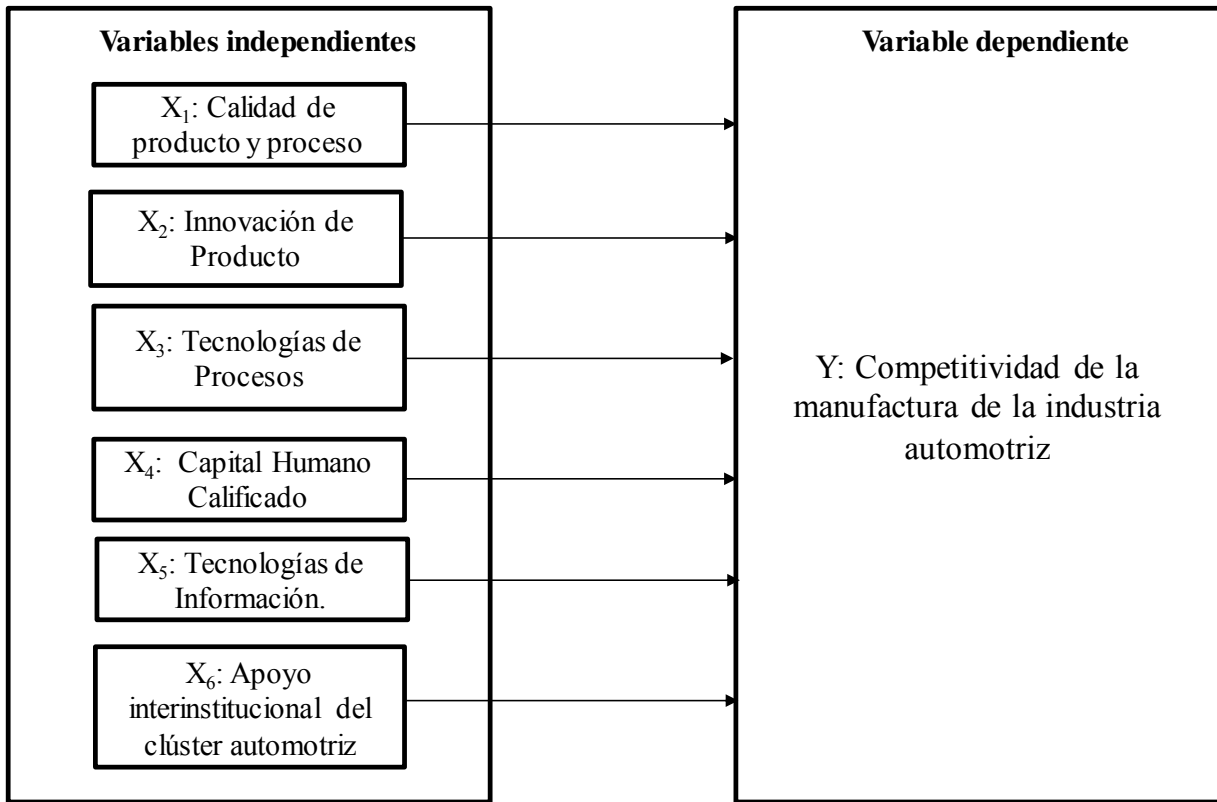 Variables independientes
X₁: Calidad de
producto y proceso
X₂: Innovación de
Producto
X₃: Tecnologías de
Procesos
X₄: Capital Humano
Calificado
X₅: Tecnologías de
Información.
X₆: Apoyo
interinstitucional del
clúster automotriz
Variable dependiente
Y: Competitividad de la
manufactura de la industria
automotriz